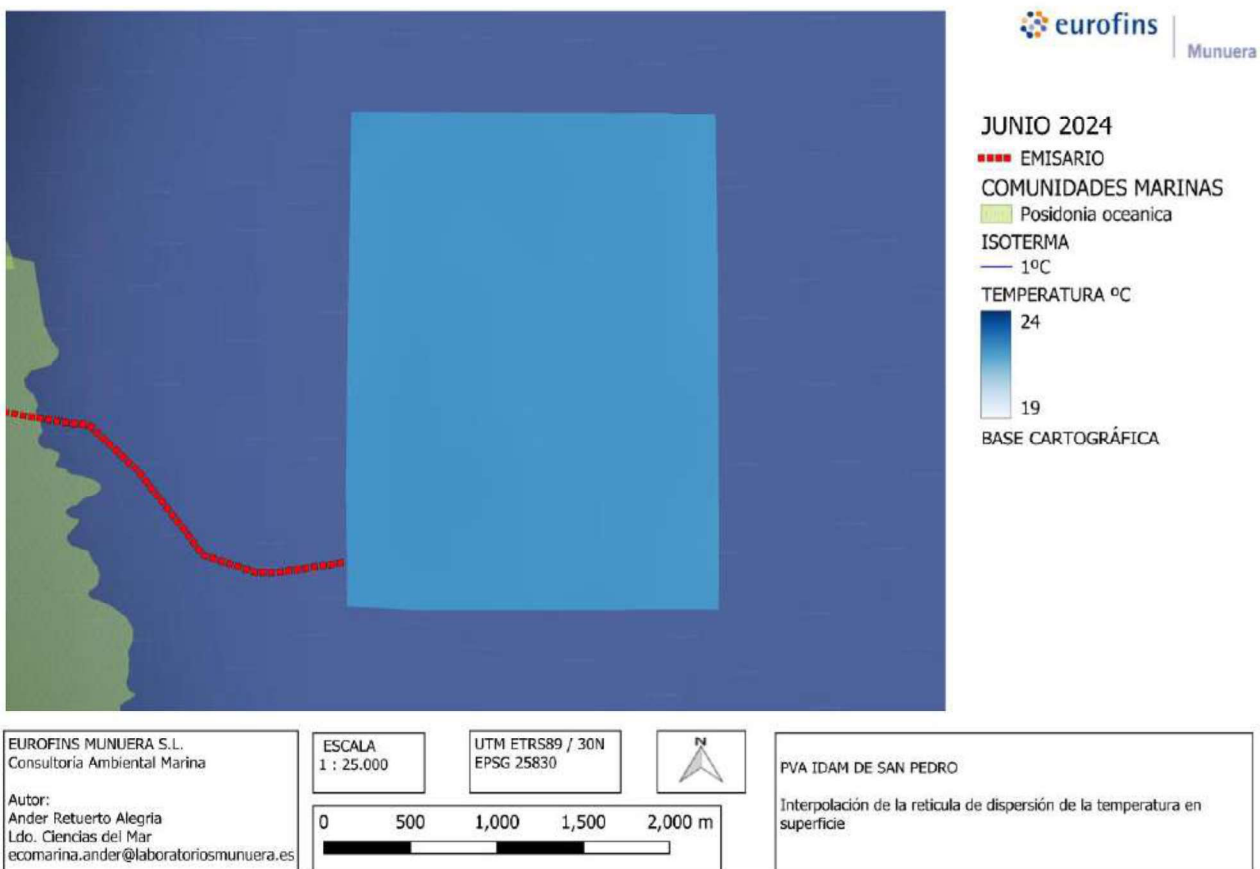 eurofins
Munuera
JUNIO 2024
EMISARIO
COMUNIDADES MARINAS
Posidonia oceanica
ISOTERMA
1ºC
TEMPERATURA ºC
24
19
BASE CARTOGRÁFICA
EUROFINS MUNUERA S.L.
Consultoria Ambiental Marina
Autor:
Ander Retuerto Alegria
Ldo. Ciencias del Mar
ecomarina.ander@laboratoriosmunuera.es
ESCALA
1 : 25.000
UTM ETRS89 / 30N
EPSG 25830
N
0 500 1,000 1,500 2,000 m
PVA IDAM DE SAN PEDRO
Interpolación de la reticula de dispersión de la temperatura en
superficie